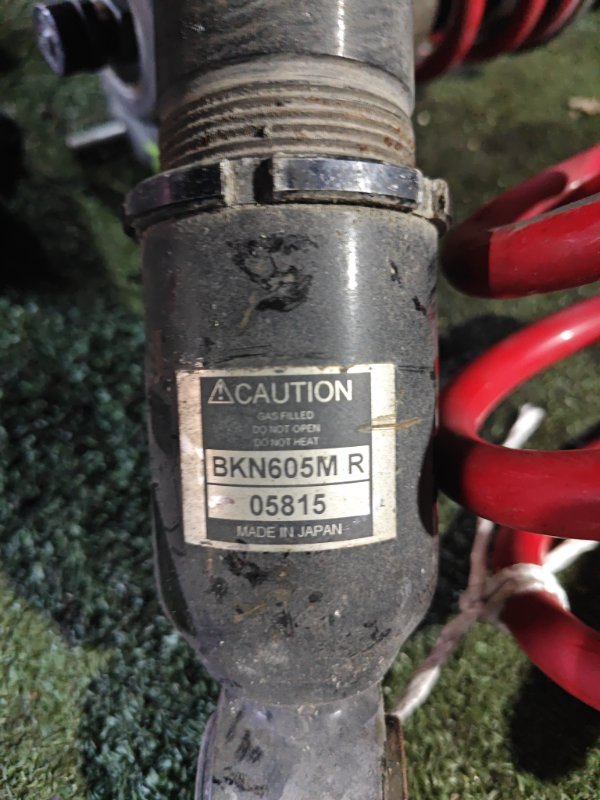 ⚠CAUTION
GAS FILLED
DO NOT OPEN
DO NOT HEAT
BKN605M R
05815
MADE IN JAPAN